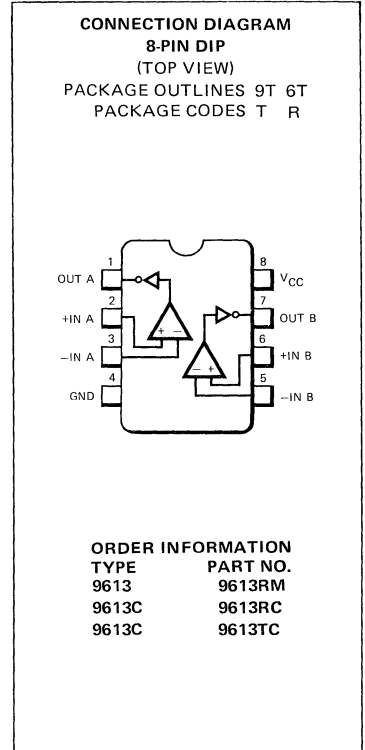 CONNECTION DIAGRAM
8-PIN DIP
(TOP VIEW)
PACKAGE OUTLINES 9T 6T
PACKAGE CODES T R
1
OUT A
2
+IN A
3
−IN A
4
GND
8
VCC
7
OUT B
6
+IN B
5
−IN B
+ −
− +
ORDER INFORMATION
TYPE PART NO.
9613 9613RM
9613C 9613RC
9613C 9613TC